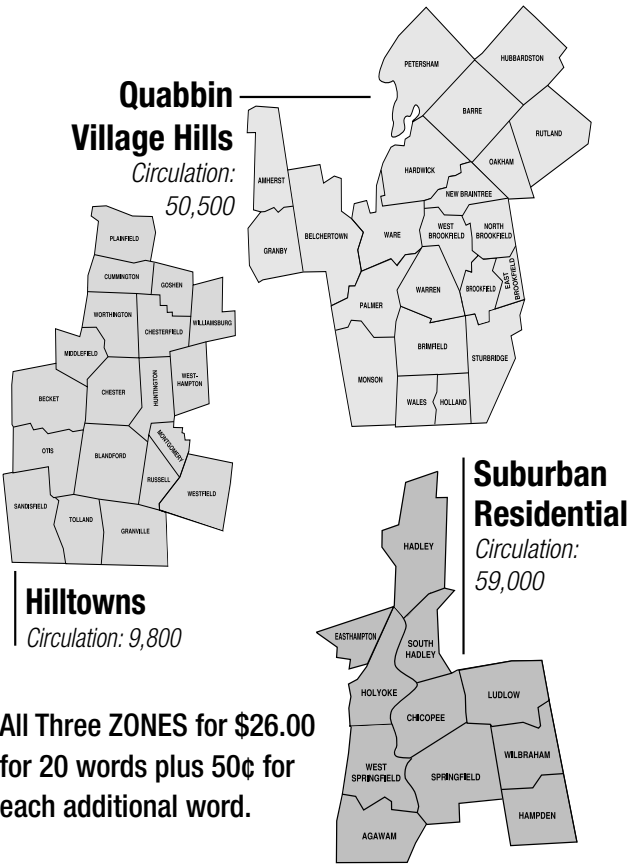 Quabbin
Village Hills
Circulation:
50,500
PETERSHAM
HUBBARDSTON
BARRE
RUTLAND
OAKHAM
HARDWICK
NEW BRAINTREE
AMHERST
GRANBY
BELCHERTOWN
WARE
WEST
BROOKFIELD
NORTH
BROOKFIELD
WARREN
BROOKFIELD
EAST
BROOKFIELD
PALMER
BRIMFIELD
STURBRIDGE
MONSON
WALES
HOLLAND
PLAINFIELD
CUMMINGTON
GOSHEN
WORTHINGTON
CHESTERFIELD
WILLIAMSBURG
MIDDLEFIELD
BECKET
CHESTER
HUNTINGTON
WEST-
HAMPTON
OTIS
BLANDFORD
MONTGOMERY
RUSSELL
WESTFIELD
SANDISFIELD
TOLLAND
GRANVILLE
Hilltowns
Circulation: 9,800
Suburban
Residential
Circulation:
59,000
HADLEY
EASTHAMPTON
SOUTH
HADLEY
HOLYOKE
CHICOPEE
LUDLOW
WEST
SPRINGFIELD
SPRINGFIELD
WILBRAHAM
AGAWAM
HAMPDEN
All Three ZONES for $26.00
for 20 words plus 50¢ for
each additional word.